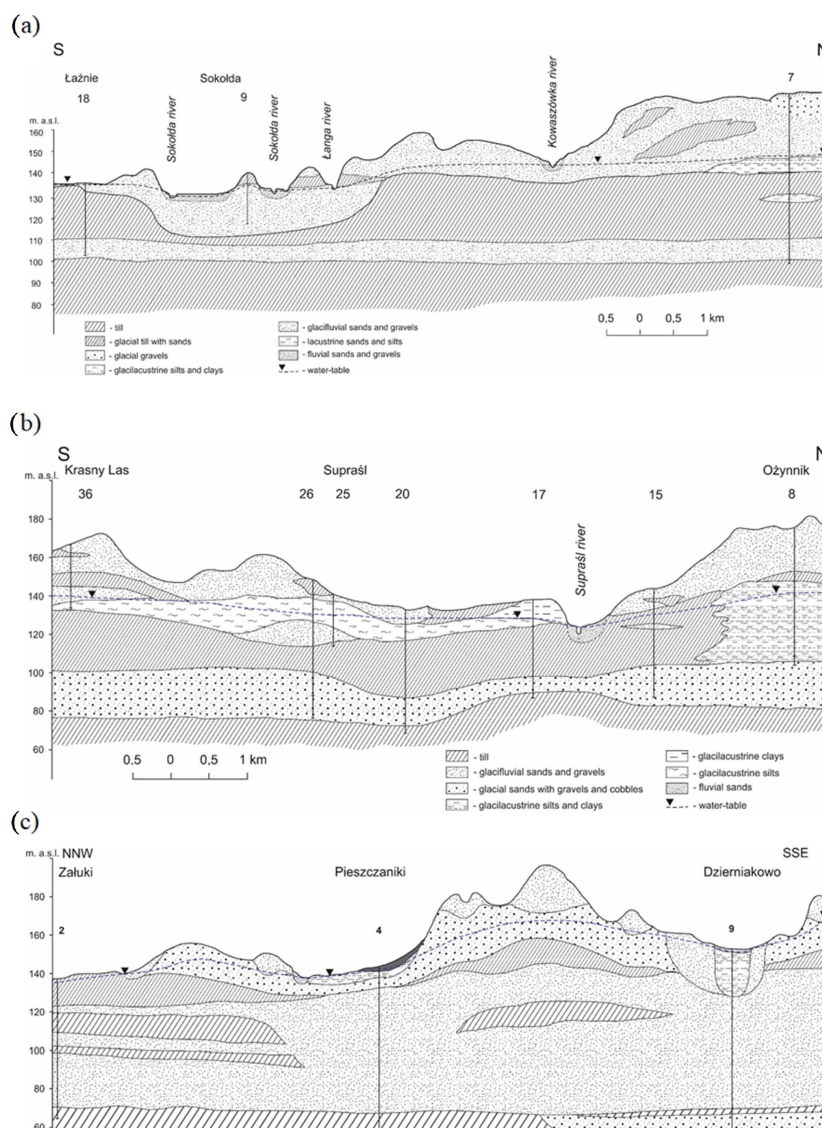 (a)
S N
Łaźnie Sokołda
18 9 7
Sokołda river Sokołda river Łanga river Kowaszówka river
m. a.s.l.
160
150
140
130
120
110
100
90
80
0.5 0 0,5 1 km
- till
- glacial till with sands
- glacial gravels
- glacilacustrine silts and clays
- glacifluvial sands and gravels
- lacustrine sands and silts
- fluvial sands and gravels
- water-table
(b)
S N
Krasny Las Supraśl Ożynnik
m. a.s.l.
36 26 25 20 17 15 8
Supraśl river
180
160
140
120
100
80
60
0.5 0 0,5 1 km
- till
- glacifluvial sands and gravels
- glacial sands with gravels and cobbles
- glacilacustrine silts and clays
- glacilacustrine clays
- glacilacustrine silts
- fluvial sands
- water-table
(c)
m. a.s.l. NNW SSE
Załuki Pieszczaniki Dzierniakowo
2 4 9
180
160
140
120
100
80
60